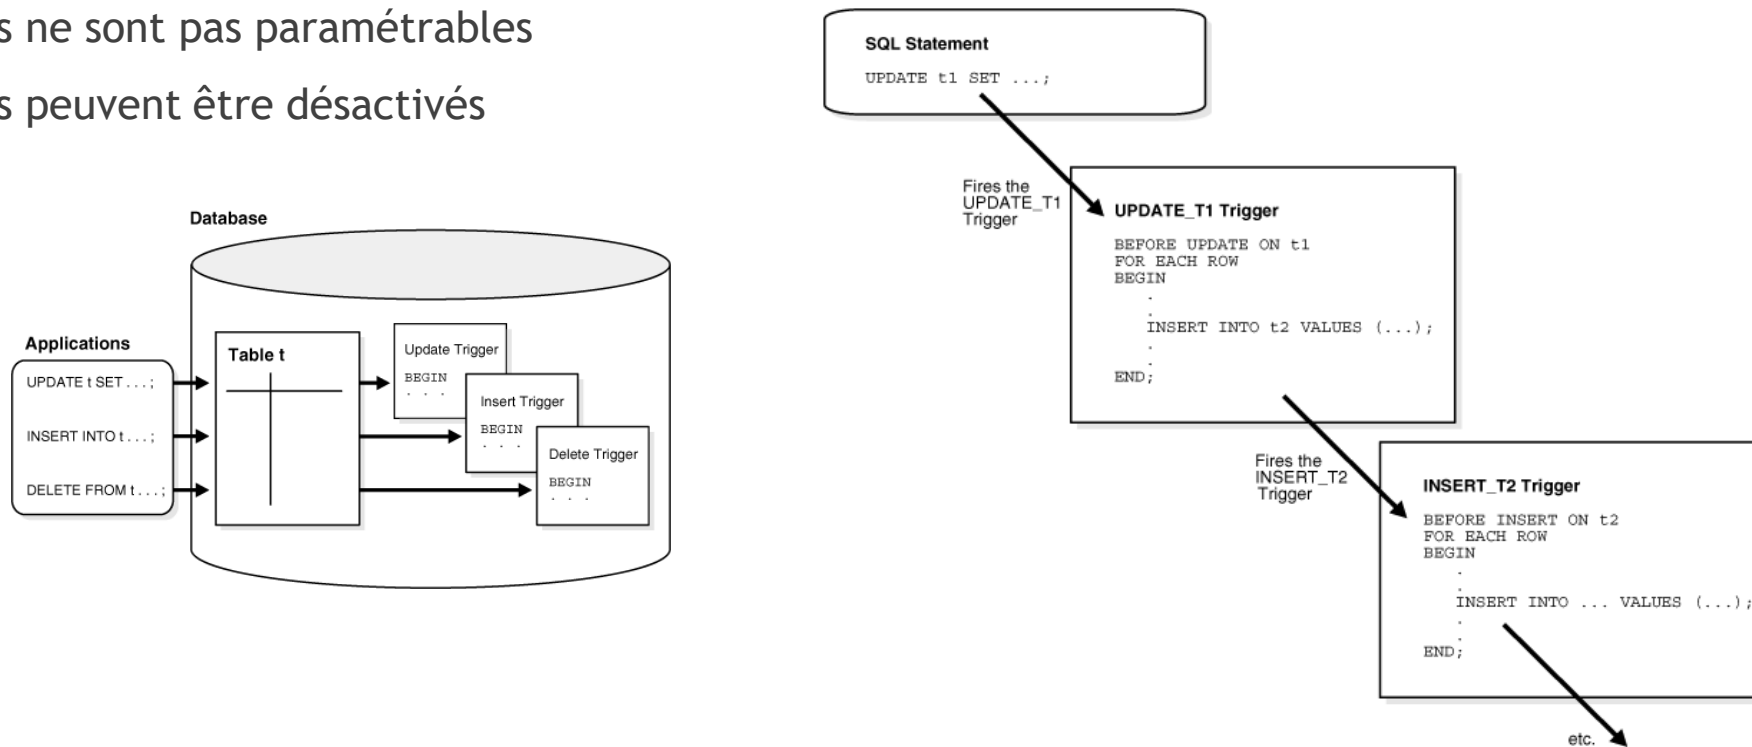 s ne sont pas paramétrables
s peuvent être désactivés
Database
Applications
UPDATE t SET . . . ;
INSERT INTO t . . . ;
DELETE FROM t . . . ;
Table t
Update Trigger
BEGIN
. . .
Insert Trigger
BEGIN
. . .
Delete Trigger
BEGIN
. . .
SQL Statement
UPDATE t1 SET ...;
Fires the
UPDATE_T1
Trigger
UPDATE_T1 Trigger
BEFORE UPDATE ON t1
FOR EACH ROW
BEGIN
.
.
INSERT INTO t2 VALUES (...);
.
.
END;
Fires the
INSERT_T2
Trigger
INSERT_T2 Trigger
BEFORE INSERT ON t2
FOR EACH ROW
BEGIN
.
.
INSERT INTO ... VALUES (...);
.
.
END;
etc.